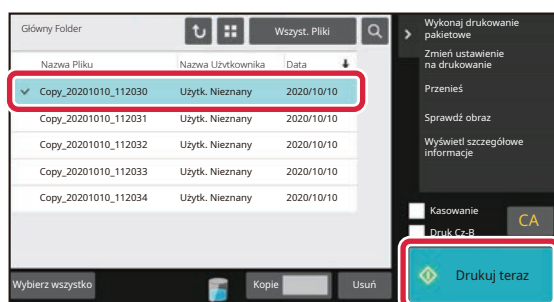 Główny Folder
Wszyst. Pliki
Nazwa Pliku Nazwa Użytkownika Data
Copy_20201010_112030 Użytk. Nieznany 2020/10/10
Copy_20201010_112031 Użytk. Nieznany 2020/10/10
Copy_20201010_112032 Użytk. Nieznany 2020/10/10
Copy_20201010_112033 Użytk. Nieznany 2020/10/10
Copy_20201010_112034 Użytk. Nieznany 2020/10/10
Wybierz wszystko
Kopie
Usuń
Wykonaj drukowanie
pakietowe
Zmień ustawienie
na drukowanie
Przenieś
Sprawdź obraz
Wyświetl szczegółowe
informacje
Kasowanie
Druk Cz-B
CA
Drukuj teraz